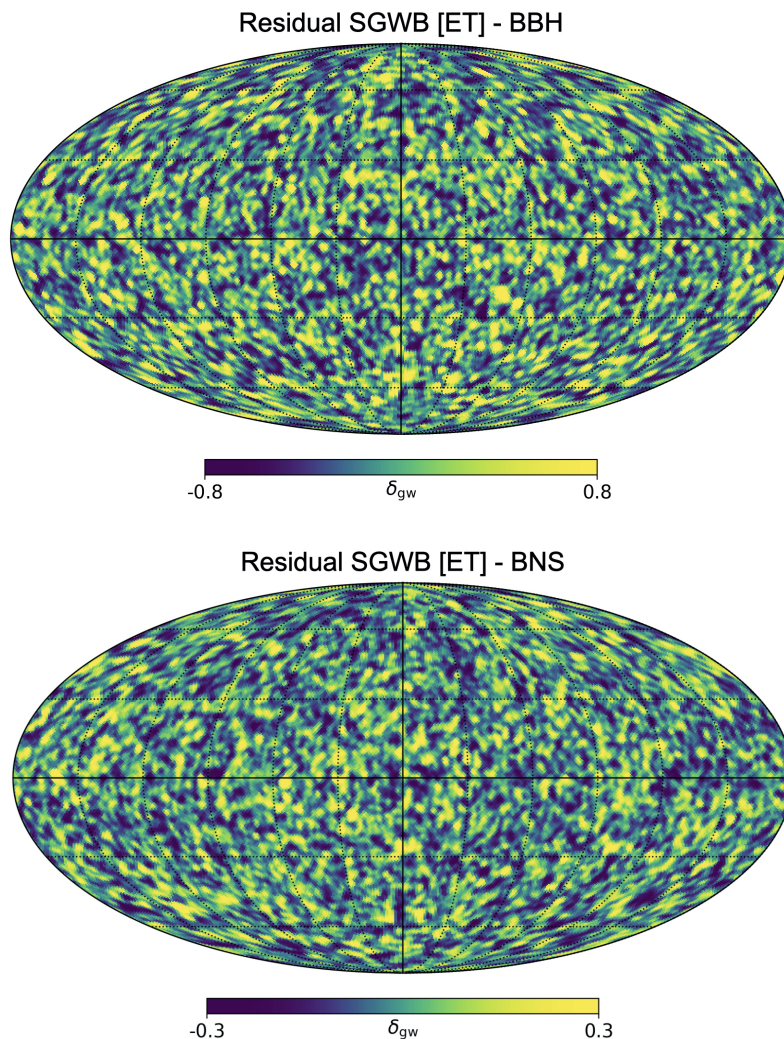 Residual SGWB [ET] - BBH
-0.8 δgw 0.8
Residual SGWB [ET] - BNS
-0.3 δgw 0.3